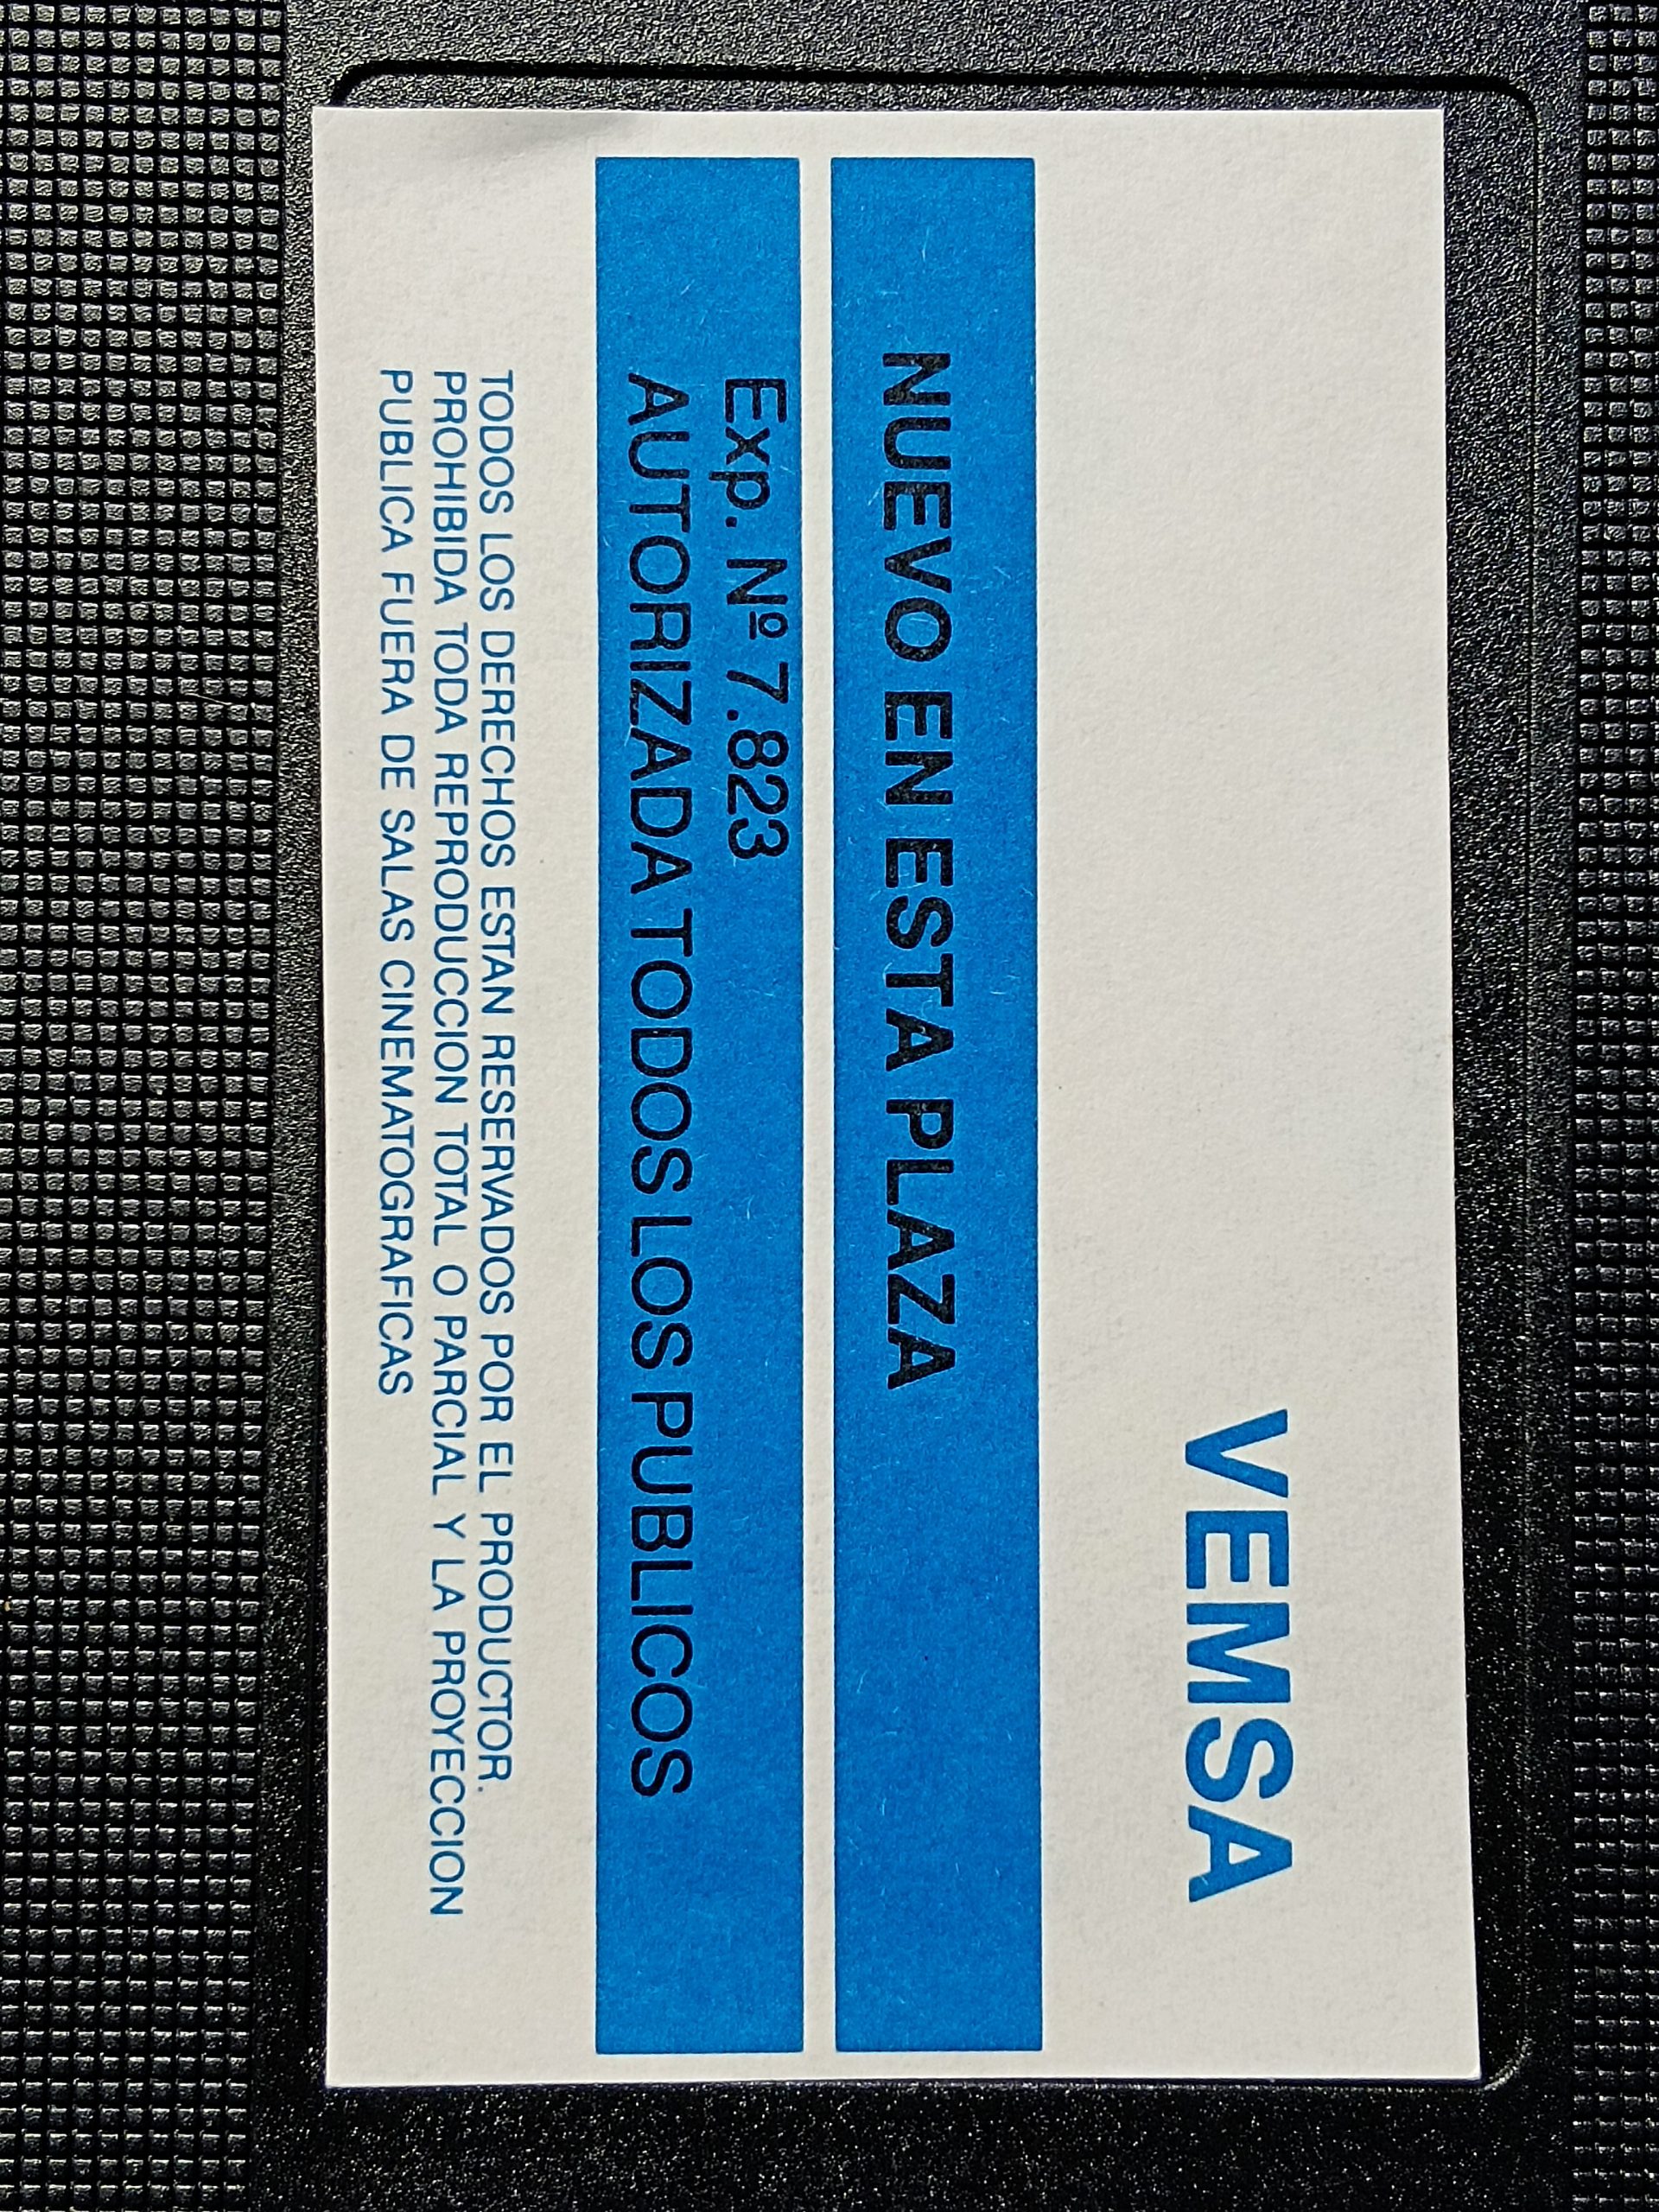 VEMSA
NUEVO EN ESTA PLAZA
Exp. Nº 7.823
AUTORIZADA TODOS LOS PUBLICOS
TODOS LOS DERECHOS ESTAN RESERVADOS POR EL PRODUCTOR.
PROHIBIDA TODA REPRODUCCION TOTAL O PARCIAL Y LA PROYECCION
PUBLICA FUERA DE SALAS CINEMATOGRAFICAS